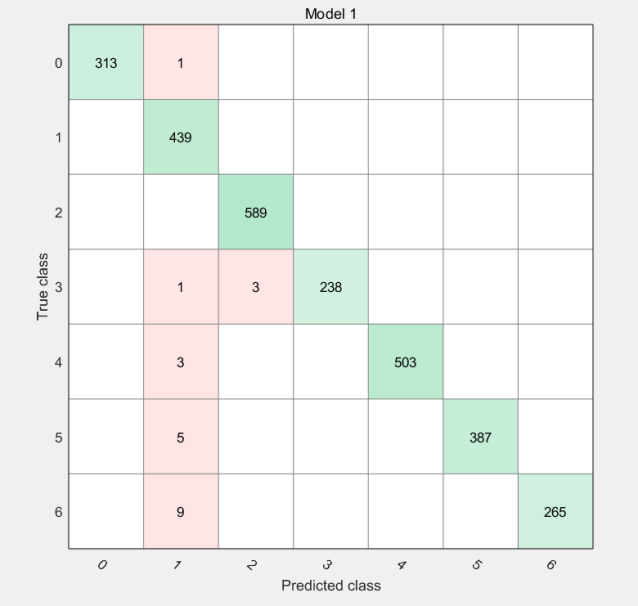 Model 1
0 313 1
1 439
2 589
3 1 3 238
4 3 503
5 5 387
6 9 265
True class
0 1 2 3 4 5 6
Predicted class